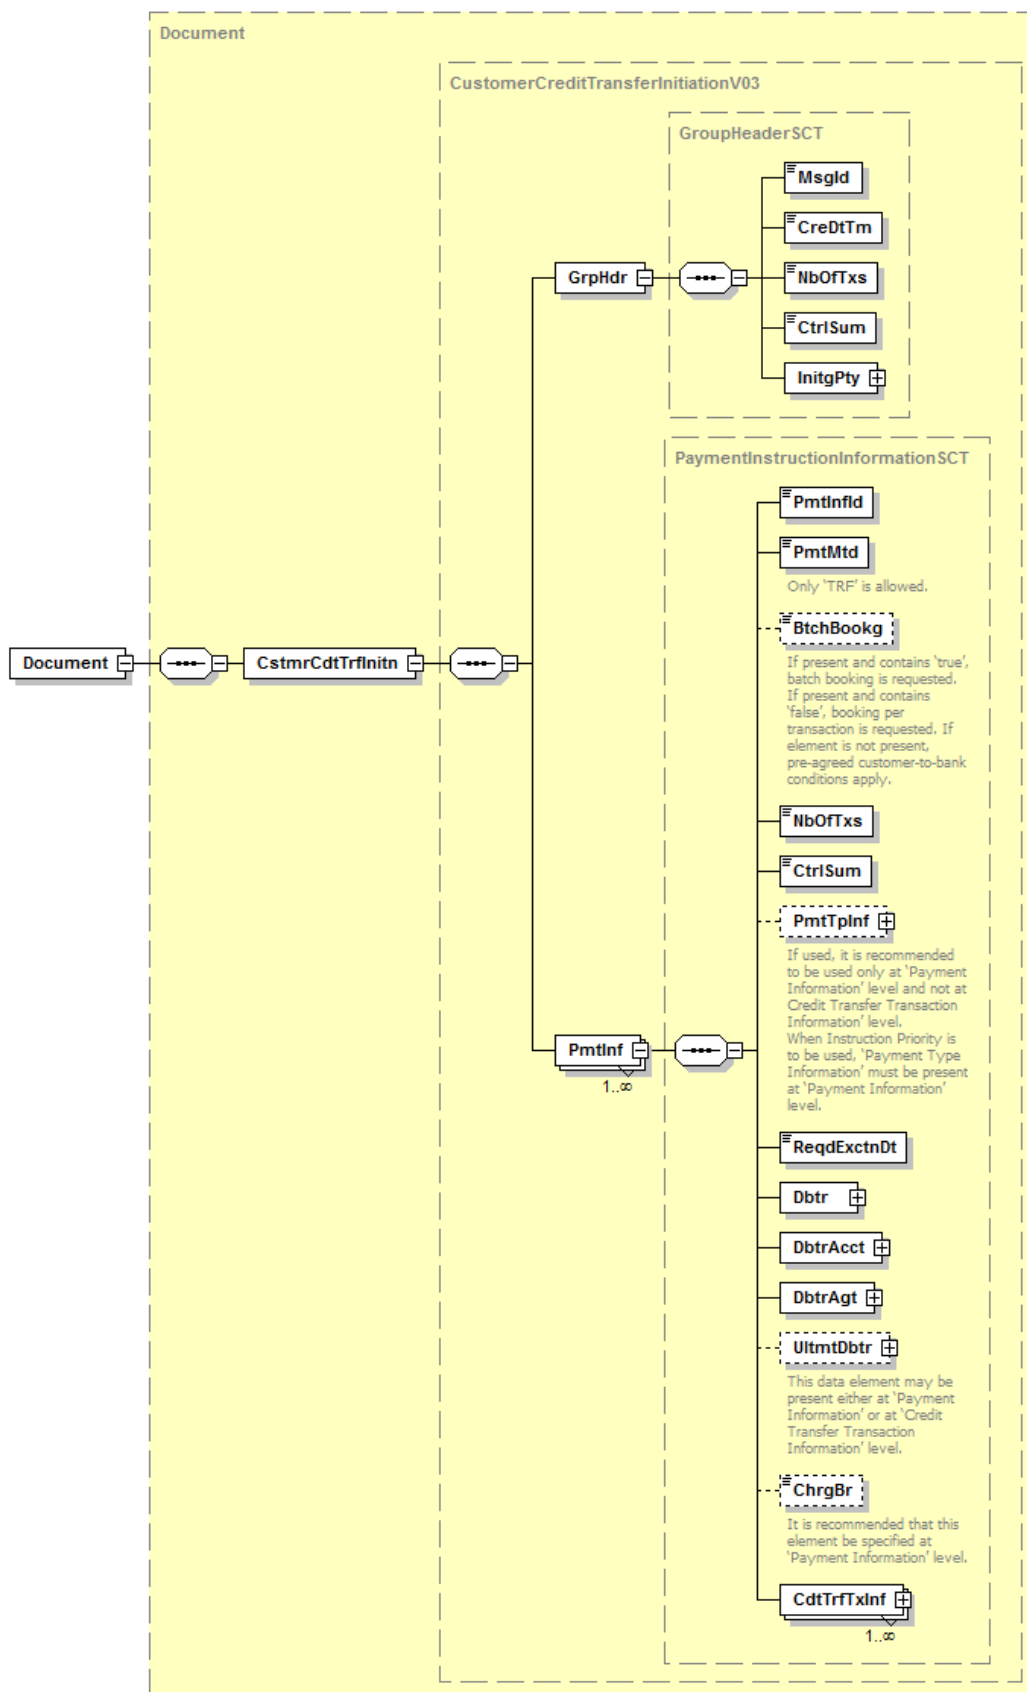 Document
CustomerCreditTransferInitiationV03
GroupHeaderSCT
MsgId
CreDtTm
GrpHdr
NbOfTxs
CtrlSum
InitgPty
PaymentInstructionInformationSCT
PmtInfId
PmtMtd
Only ‘TRF’ is allowed.
BtchBookg
Document
CstmrCdtTrfInitn
If present and contains ‘true’,
batch booking is requested.
If present and contains
‘false’, booking per
transaction is requested. If
element is not present,
pre-agreed customer-to-bank
conditions apply.
NbOfTxs
CtrlSum
PmtTpInf
If used, it is recommended
to be used only at ‘Payment
Information’ level and not at
Credit Transfer Transaction
Information’ level.
When Instruction Priority is
to be used, ‘Payment Type
Information’ must be present
at ‘Payment Information’
level.
PmtInf
1..∞
ReqdExctnDt
Dbtr
DbtrAcct
DbtrAgt
UltmtDbtr
This data element may be
present either at ‘Payment
Information’ or at ‘Credit
Transfer Transaction
Information’ level.
ChrgBr
It is recommended that this
element be specified at
‘Payment Information’ level.
CdtTrfTxInf
1..∞